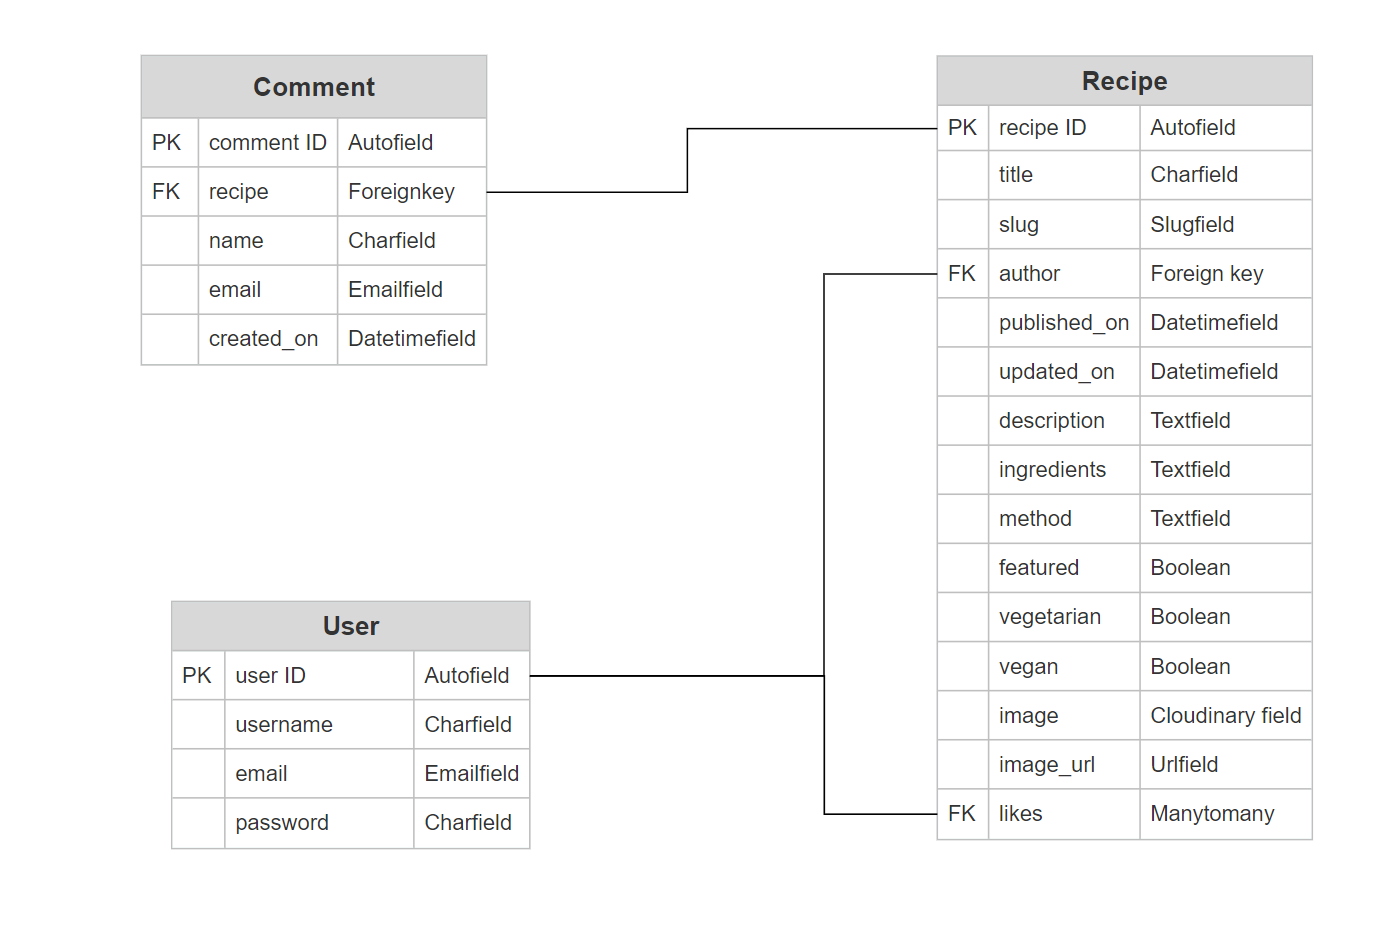 Comment
PK comment ID Autofield
FK recipe Foreignkey
name Charfield
email Emailfield
created_on Datetimefield
Recipe
PK recipe ID Autofield
title Charfield
slug Slugfield
FK author Foreign key
published_on Datetimefield
updated_on Datetimefield
description Textfield
ingredients Textfield
method Textfield
featured Boolean
vegetarian Boolean
vegan Boolean
image Cloudinary field
image_url Urlfield
FK likes Manytomany
User
PK user ID Autofield
username Charfield
email Emailfield
password Charfield